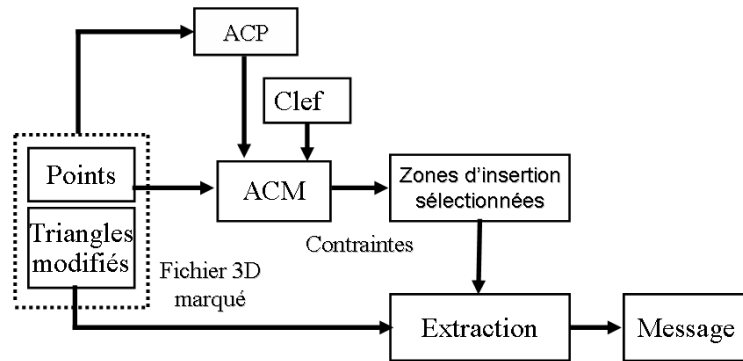 ACP
Clef
Points
ACM
Zones d'insertion
sélectionnées
Triangles
modifiés
Contraintes
Fichier 3D
marqué
Extraction
Message